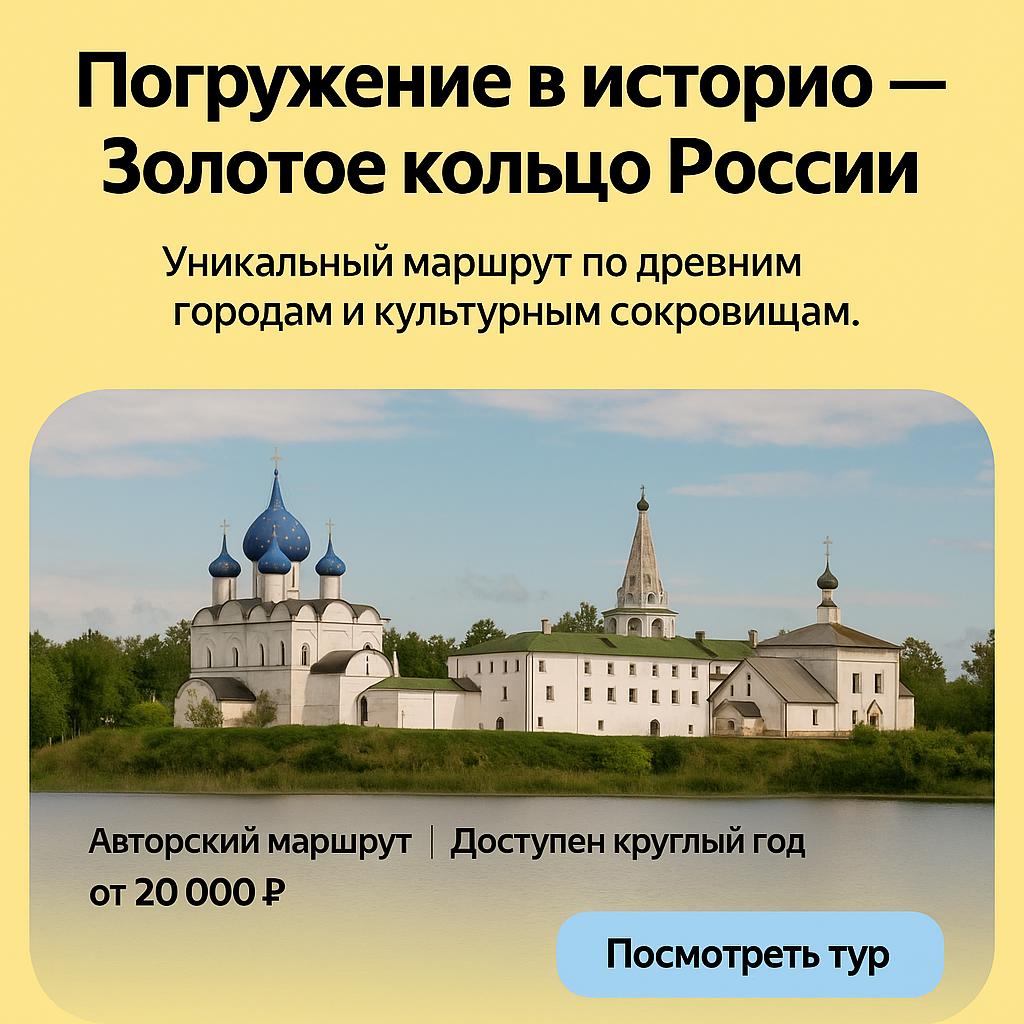 Погружение в историо —
Золотое кольцо России
Уникальный маршрут по древним
городам и культурным сокровищам.
Авторский маршрут | Доступен круглый год
от 20 000 ₽
Посмотреть тур